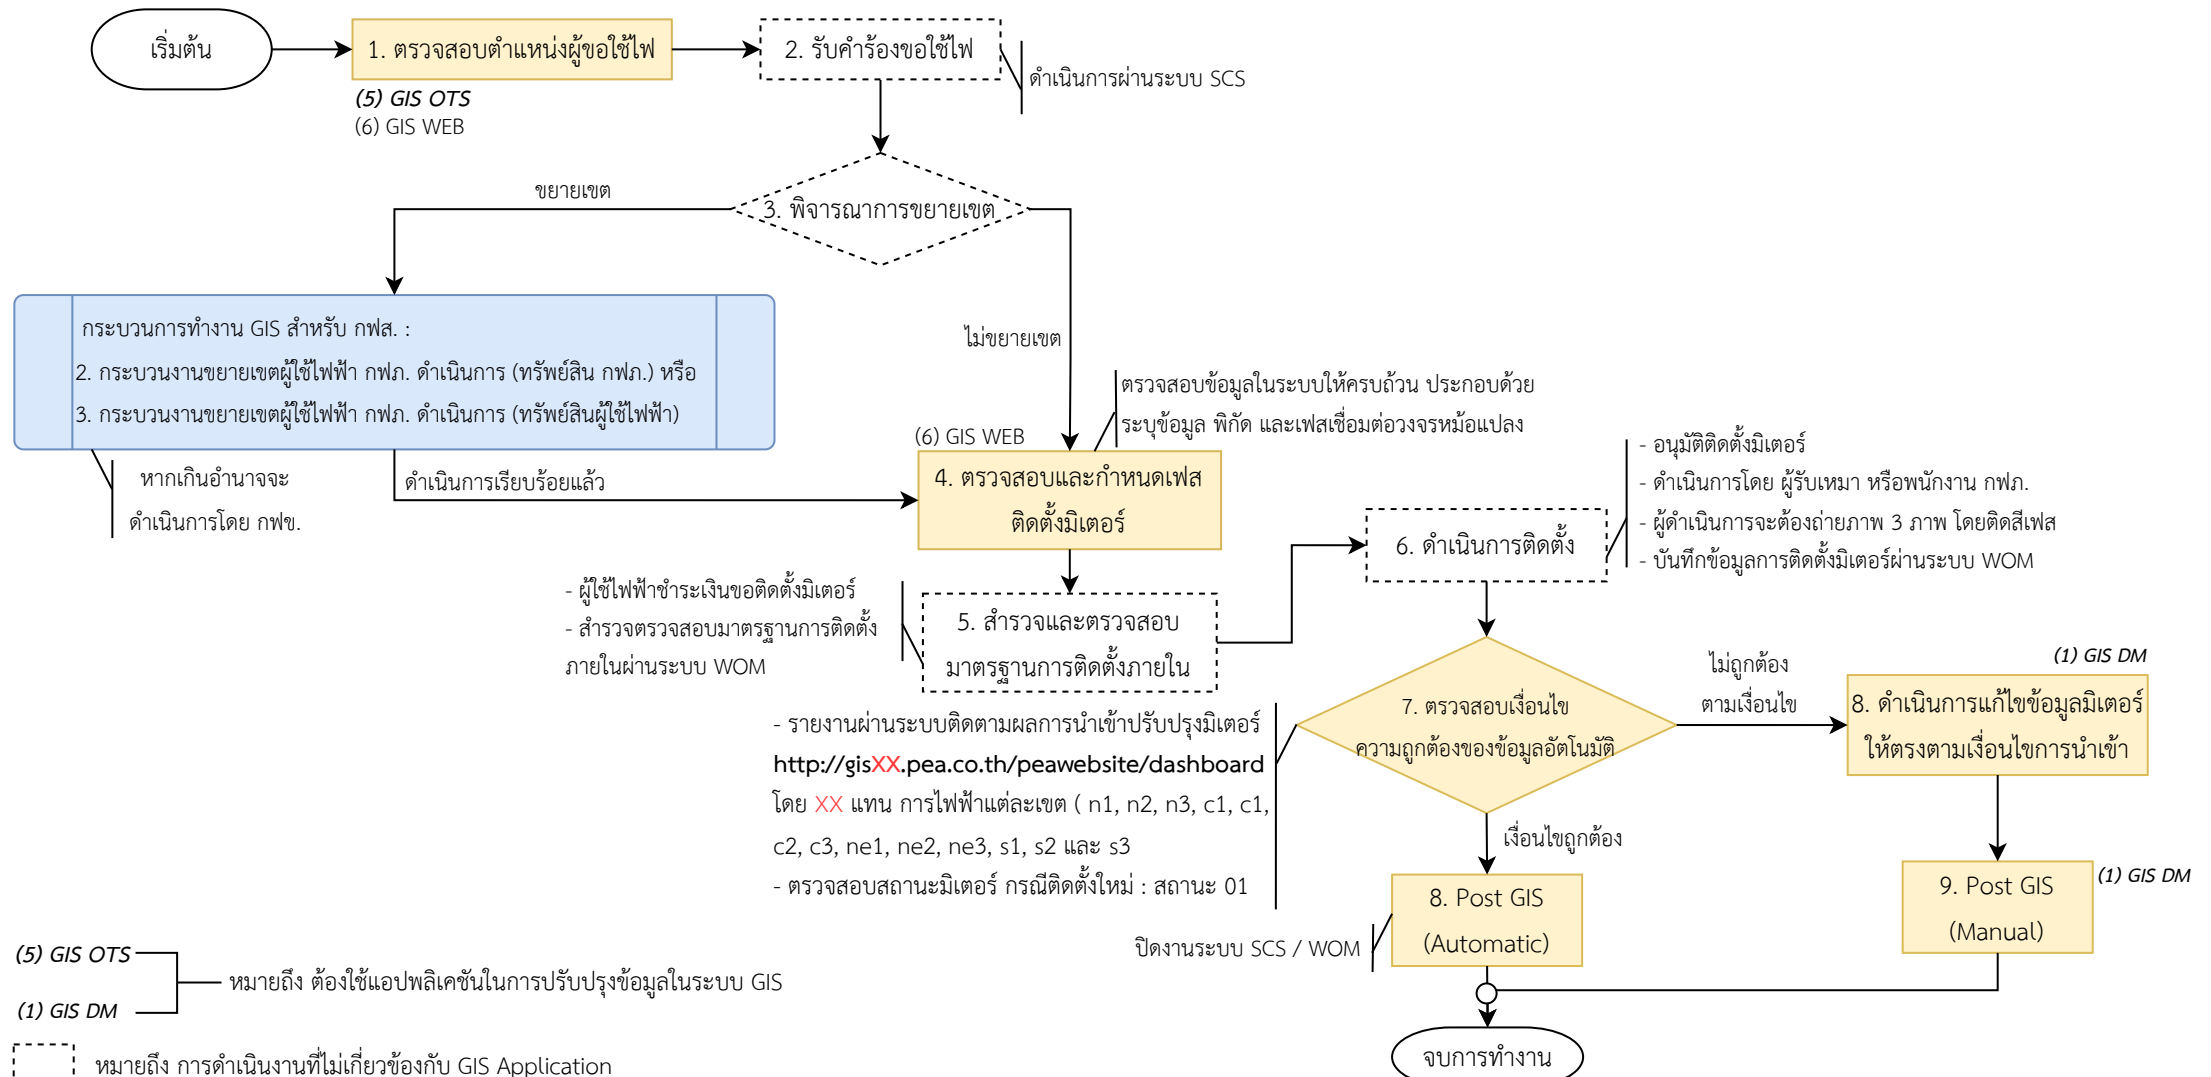 เริ่มต้น
1. ตรวจสอบตำแหน่งผู้ขอใช้ไฟ
(5) GIS OTS
(6) GIS WEB
2. รับคำร้องขอใช้ไฟ
ดำเนินการผ่านระบบ SCS
3. พิจารณาการขยายเขต
ขยายเขต
ไม่ขยายเขต
กระบวนการทำงาน GIS สำหรับ กฟส. :
2. กระบวนงานขยายเขตผู้ใช้ไฟฟ้า กฟภ. ดำเนินการ (ทรัพย์สิน กฟภ.) หรือ
3. กระบวนงานขยายเขตผู้ใช้ไฟฟ้า กฟภ. ดำเนินการ (ทรัพย์สินผู้ใช้ไฟฟ้า)
หากเกินอำนาจจะ
ดำเนินการโดย กฟข.
ดำเนินการเรียบร้อยแล้ว
ตรวจสอบข้อมูลในระบบให้ครบถ้วน ประกอบด้วย
ระบุข้อมูล พิกัด และเฟสเชื่อมต่อวงจรหม้อแปลง
(6) GIS WEB
4. ตรวจสอบและกำหนดเฟส
ติดตั้งมิเตอร์
- ผู้ใช้ไฟฟ้าชำระเงินขอติดตั้งมิเตอร์
- สำรวจตรวจสอบมาตรฐานการติดตั้ง
ภายในผ่านระบบ WOM
5. สำรวจและตรวจสอบ
มาตรฐานการติดตั้งภายใน
6. ดำเนินการติดตั้ง
- อนุมัติติดตั้งมิเตอร์
- ดำเนินการโดย ผู้รับเหมา หรือพนักงาน กฟภ.
- ผู้ดำเนินการจะต้องถ่ายภาพ 3 ภาพ โดยติดสีเฟส
- บันทึกข้อมูลการติดตั้งมิเตอร์ผ่านระบบ WOM
7. ตรวจสอบเงื่อนไข
ความถูกต้องของข้อมูลอัตโนมัติ
- รายงานผ่านระบบติดตามผลการนำเข้าปรับปรุงมิเตอร์
http://gisXX.pea.co.th/peawebsite/dashboard
โดย XX แทน การไฟฟ้าแต่ละเขต ( n1, n2, n3, c1, c1,
c2, c3, ne1, ne2, ne3, s1, s2 และ s3
- ตรวจสอบสถานะมิเตอร์ กรณีติดตั้งใหม่ : สถานะ 01
ไม่ถูกต้อง
ตามเงื่อนไข
(1) GIS DM
8. ดำเนินการแก้ไขข้อมูลมิเตอร์
ให้ตรงตามเงื่อนไขการนำเข้า
เงื่อนไขถูกต้อง
8. Post GIS
(Automatic)
ปิดงานระบบ SCS / WOM
9. Post GIS
(Manual)
(1) GIS DM
จบการทำงาน
(5) GIS OTS
(1) GIS DM
หมายถึง ต้องใช้แอปพลิเคชันในการปรับปรุงข้อมูลในระบบ GIS
หมายถึง การดำเนินงานที่ไม่เกี่ยวข้องกับ GIS Application